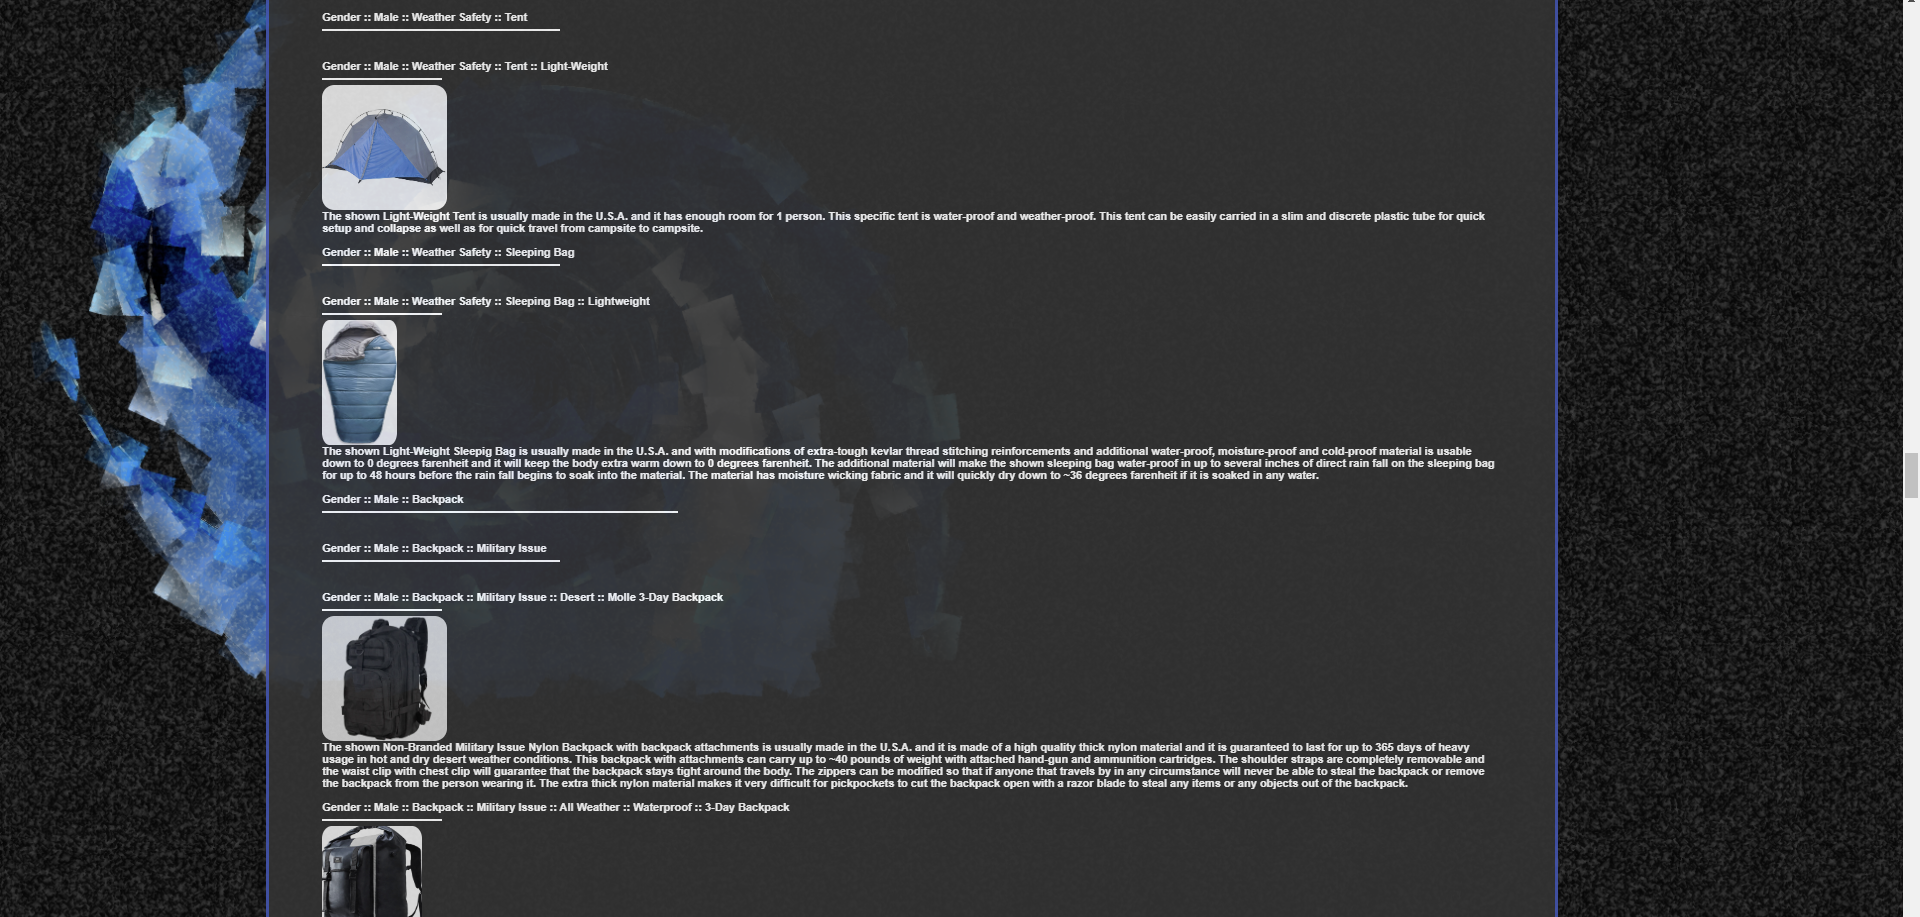 Gender :: Male :: Weather Safety :: Tent
Gender :: Male :: Weather Safety :: Tent :: Light-Weight
The shown Light-Weight Tent is usually made in the U.S.A. and it has enough room for 1 person. This specific tent is water-proof and weather-proof. This tent can be easily carried in a slim and discrete plastic tube for quick
setup and collapse as well as for quick travel from campsite to campsite.
Gender :: Male :: Weather Safety :: Sleeping Bag
Gender :: Male :: Weather Safety :: Sleeping Bag :: Lightweight
The shown Light-Weight Sleepig Bag is usually made in the U.S.A. and with modifications of extra-tough kevlar thread stitching reinforcements and additional water-proof, moisture-proof and cold-proof material is usable
down to 0 degrees farenheit and it will keep the body extra warm down to 0 degrees farenheit. The additional material will make the shown sleeping bag water-proof in up to several inches of direct rain fall on the sleeping bag
for up to 48 hours before the rain fall begins to soak into the material. The material has moisture wicking fabric and it will quickly dry down to ~36 degrees farenheit if it is soaked in any water.
Gender :: Male :: Backpack
Gender :: Male :: Backpack :: Military Issue
Gender :: Male :: Backpack :: Military Issue :: Desert :: Molle 3-Day Backpack
The shown Non-Branded Military Issue Nylon Backpack with backpack attachments is usually made in the U.S.A. and it is made of a high quality thick nylon material and it is guaranteed to last for up to 365 days of heavy
usage in hot and dry desert weather conditions. This backpack with attachments can carry up to ~40 pounds of weight with attached hand-gun and ammunition cartridges. The shoulder straps are completely removable and
the waist clip with chest clip will guarantee that the backpack stays tight around the body. The zippers can be modified so that if anyone that travels by in any circumstance will never be able to steal the backpack or remove
the backpack from the person wearing it. The extra thick nylon material makes it very difficult for pickpockets to cut the backpack open with a razor blade to steal any items or any objects out of the backpack.
Gender :: Male :: Backpack :: Military Issue :: All Weather :: Waterproof :: 3-Day Backpack